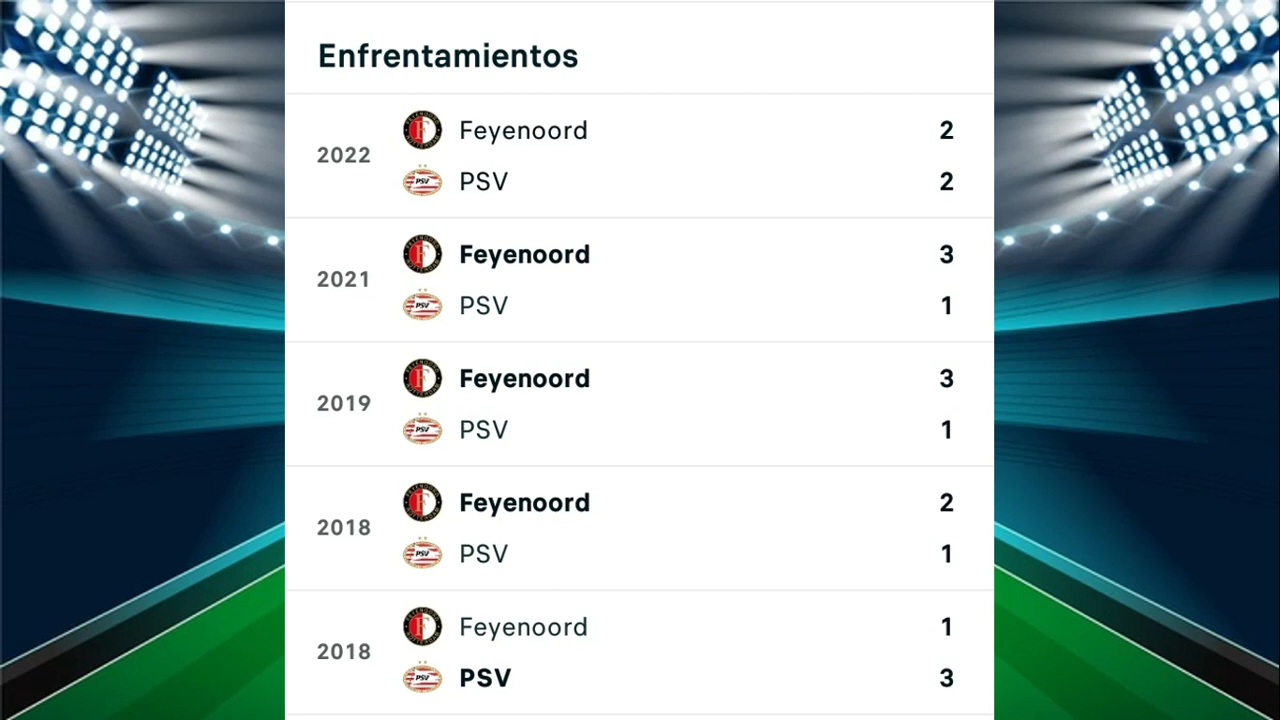 Enfrentamientos
2022
Feyenoord 2
PSV 2
2021
Feyenoord 3
PSV 1
2019
Feyenoord 3
PSV 1
2018
Feyenoord 2
PSV 1
2018
Feyenoord 1
PSV 3